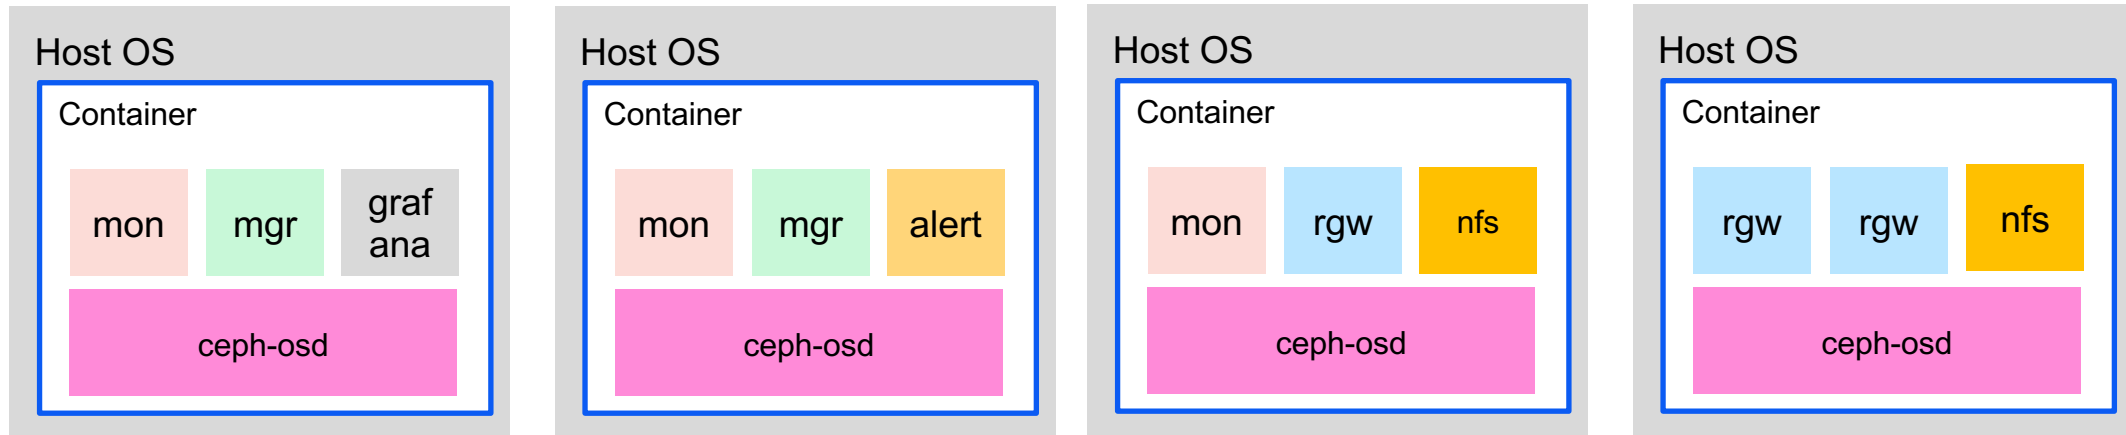 Host OS
Container
mon
mgr
graf
ana
ceph-osd
Host OS
Container
mon
mgr
alert
ceph-osd
Host OS
Container
mon
rgw
nfs
ceph-osd
Host OS
Container
rgw
rgw
nfs
ceph-osd